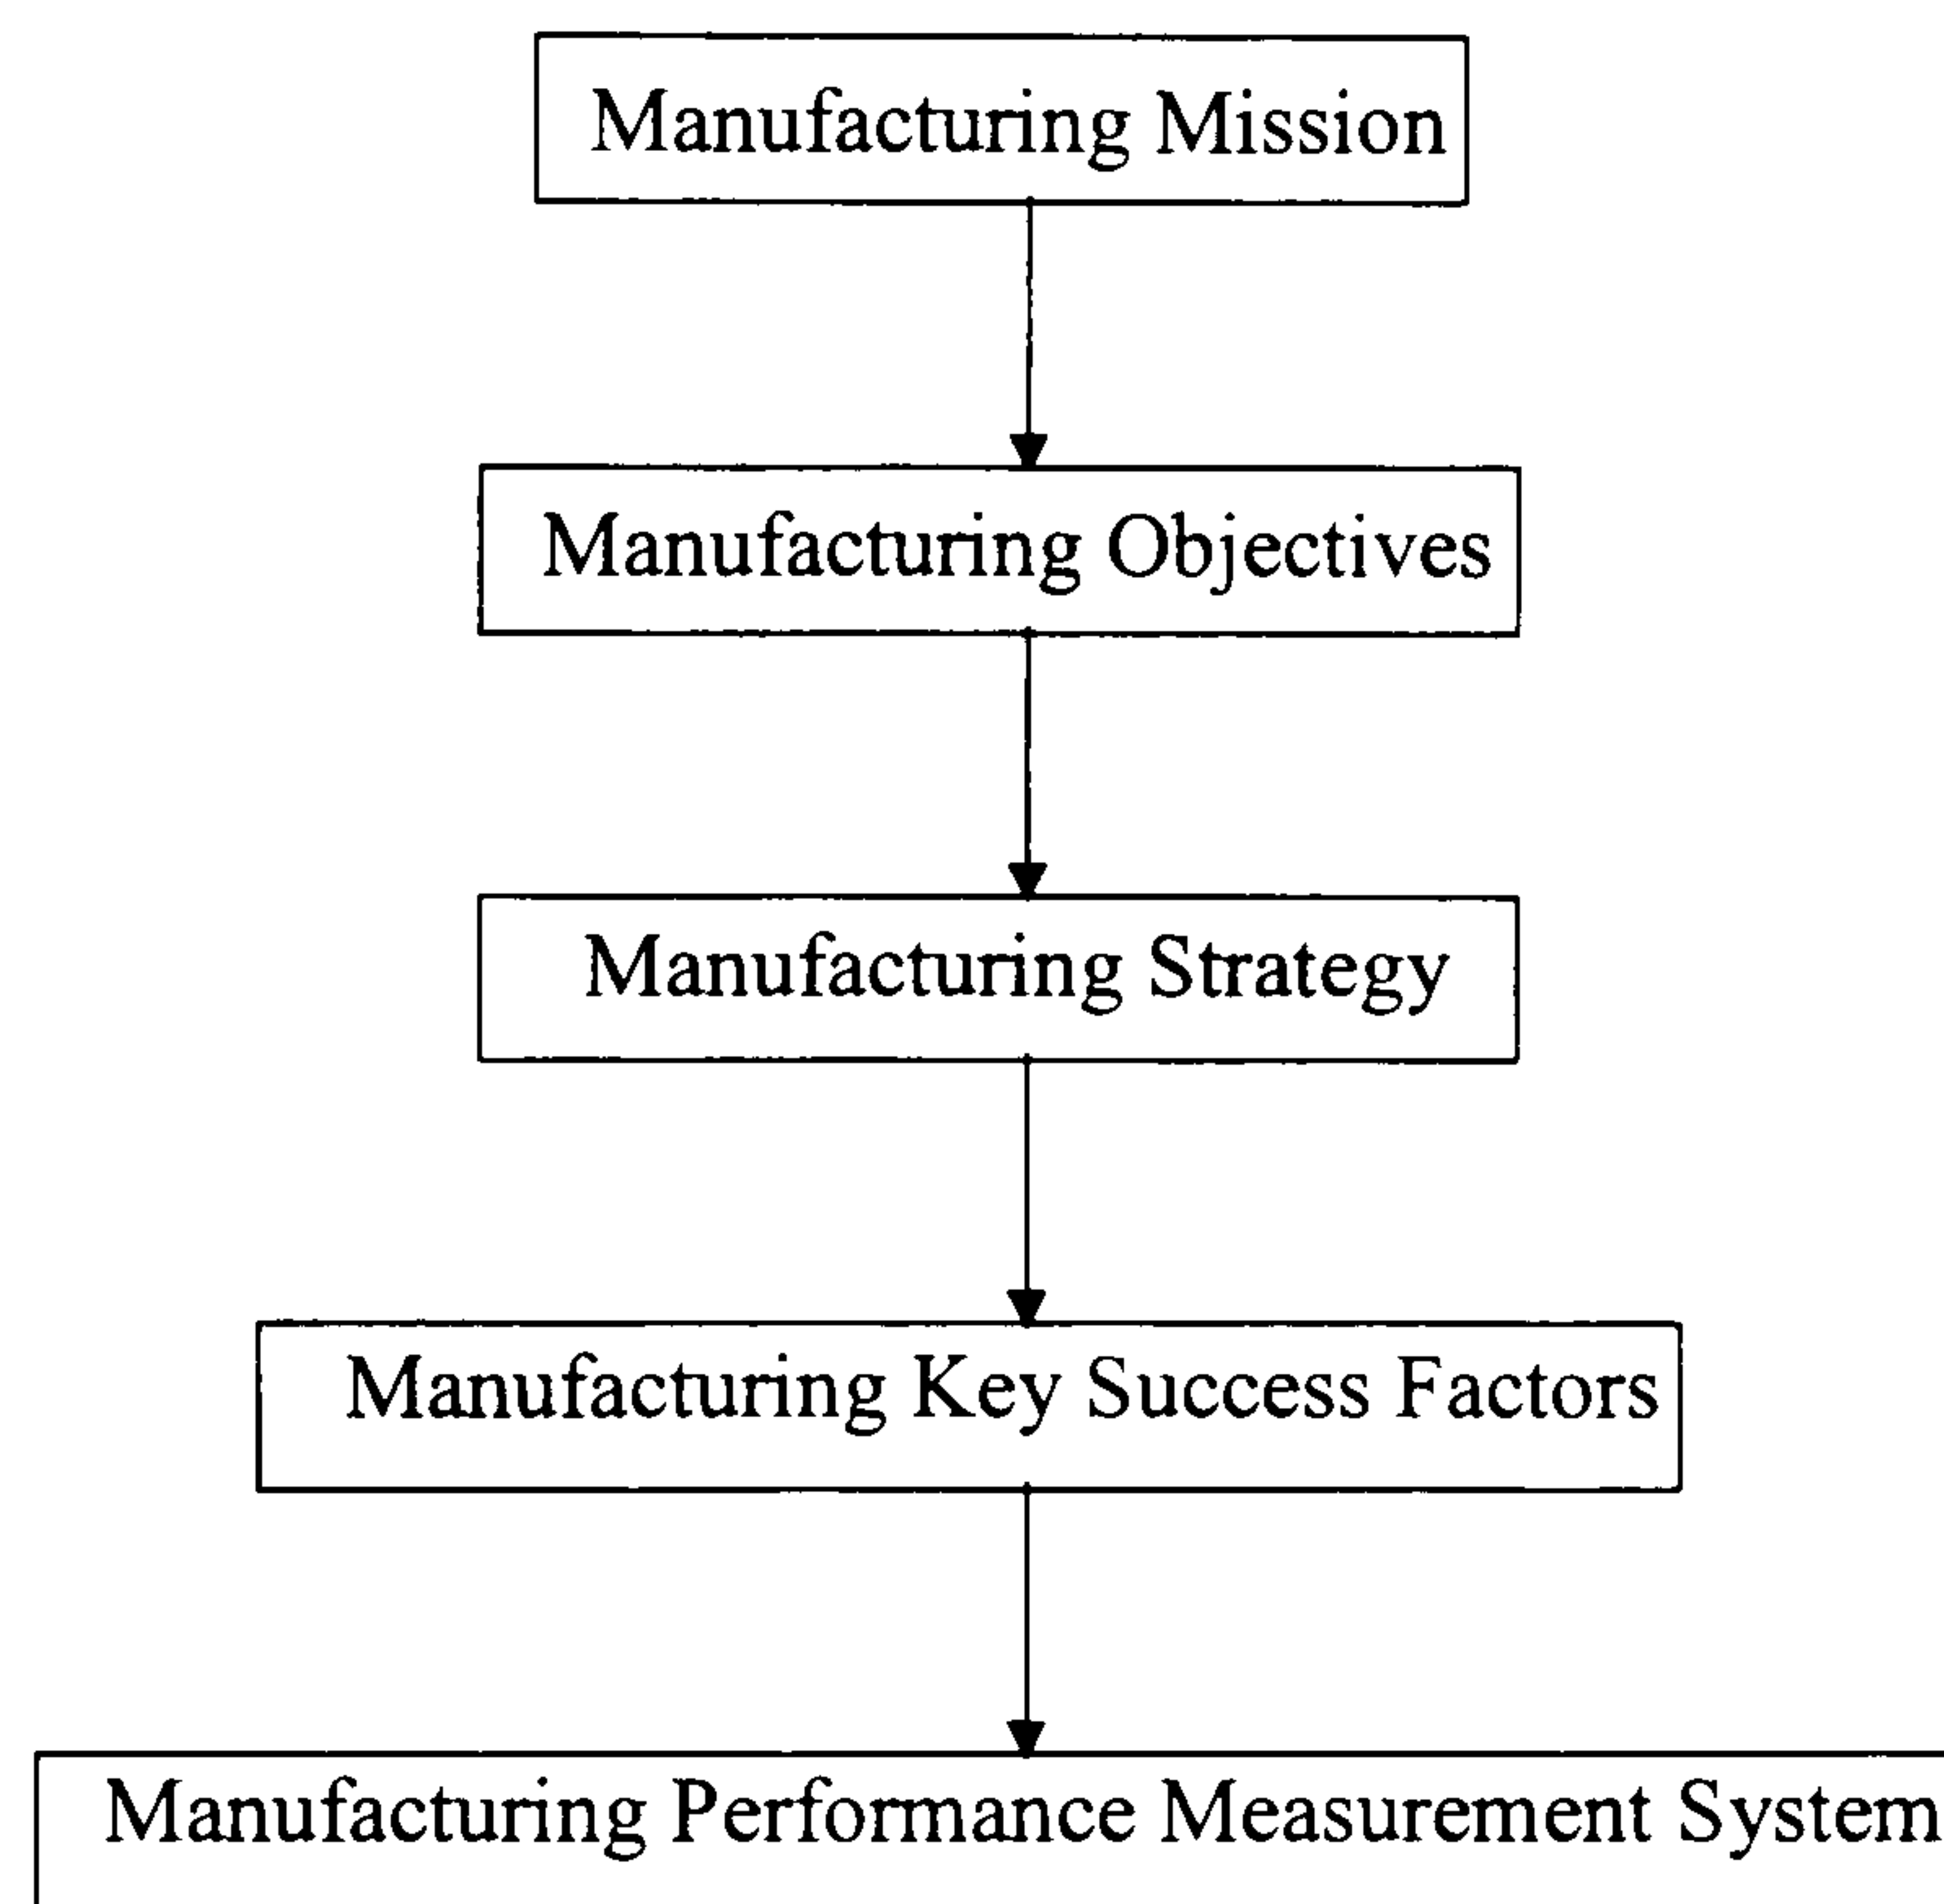 Manufacturing Mission
Manufacturing Objectives
Manufacturing Strategy
Manufacturing Key Success Factors
Manufacturing Performance Measurement System